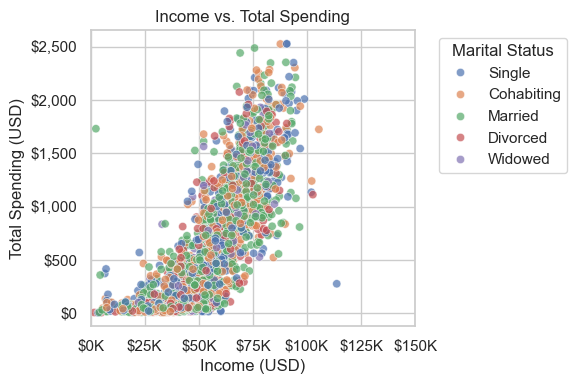 Income vs. Total Spending
Marital Status
Single
Cohabiting
Married
Divorced
Widowed
Total Spending (USD)
$2,500
$2,000
$1,500
$1,000
$500
$0
$0K $25K $50K $75K $100K $125K $150K
Income (USD)